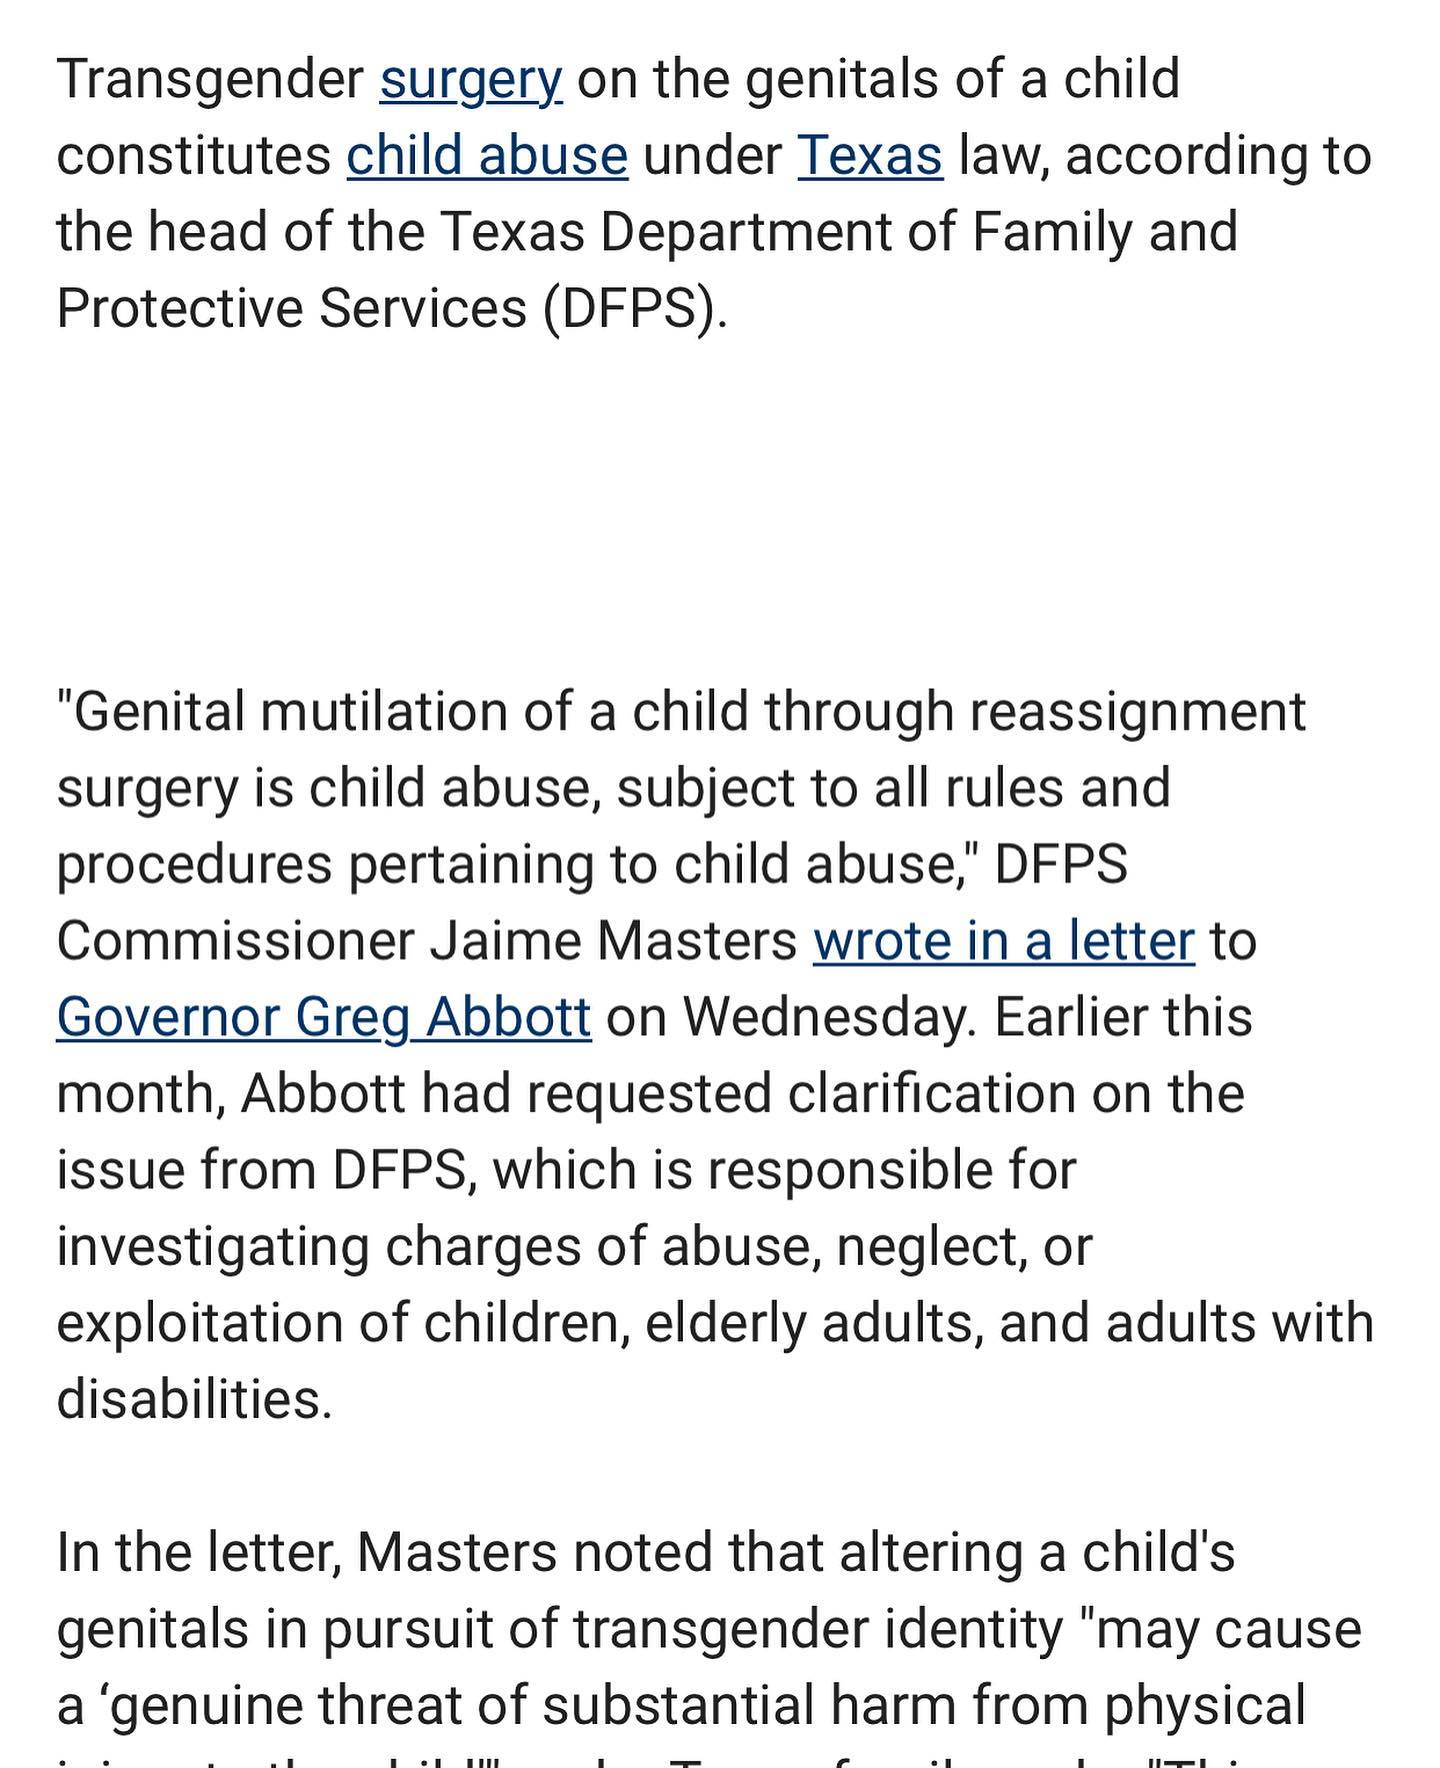 Transgender surgery on the genitals of a child
constitutes child abuse under Texas law, according to
the head of the Texas Department of Family and
Protective Services (DFPS).
"Genital mutilation of a child through reassignment
surgery is child abuse, subject to all rules and
procedures pertaining to child abuse," DFPS
Commissioner Jaime Masters wrote in a letter to
Governor Greg Abbott on Wednesday. Earlier this
month, Abbott had requested clarification on the
issue from DFPS, which is responsible for
investigating charges of abuse, neglect, or
exploitation of children, elderly adults, and adults with
disabilities.
In the letter, Masters noted that altering a child's
genitals in pursuit of transgender identity "may cause
a ‘genuine threat of substantial harm from physical